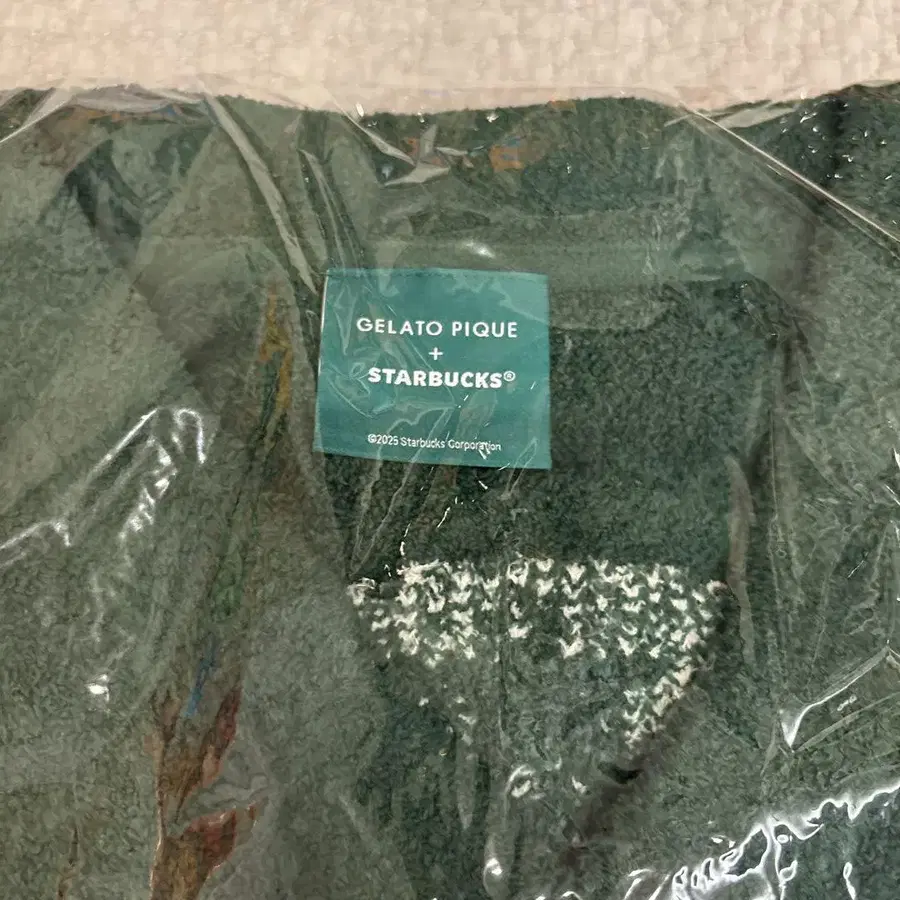 GELATO PIQUE
+
STARBUCKS®
©2025 Starbucks Corporation